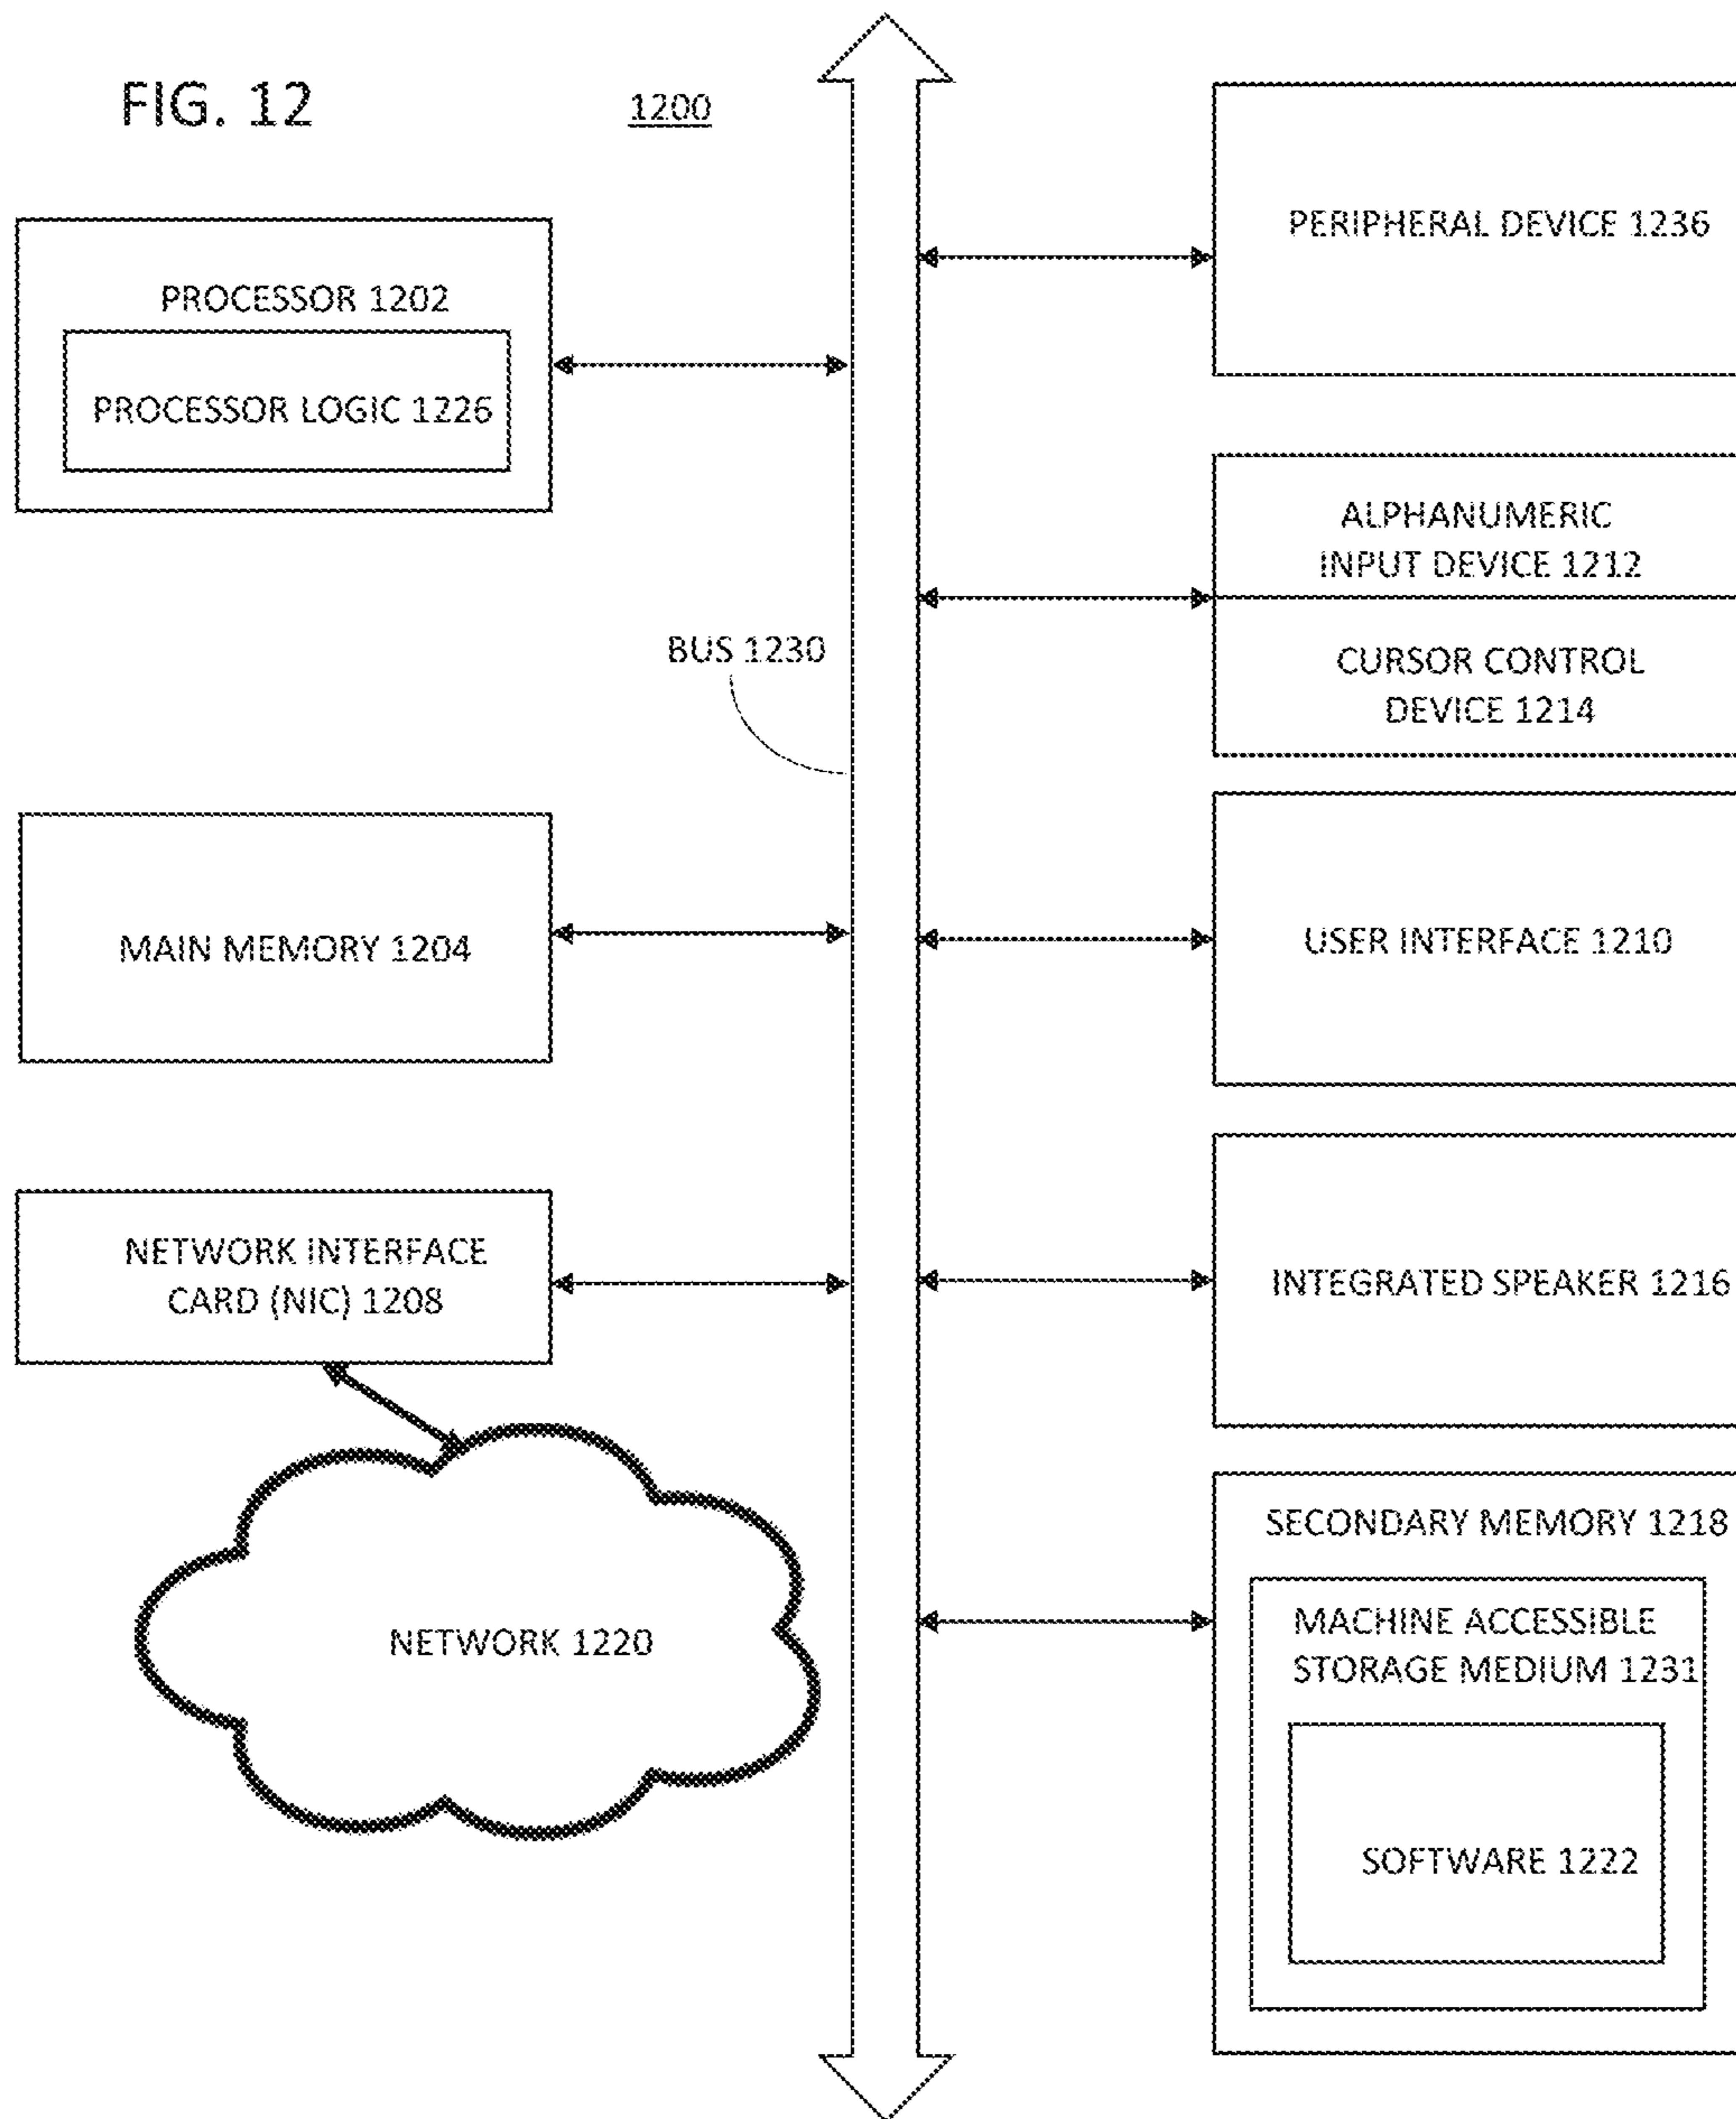 FIG. 12
1200
PROCESSOR 1202
PROCESSOR LOGIC 1226
BUS 1230
MAIN MEMORY 1204
NETWORK INTERFACE
CARD (NIC) 1208
NETWORK 1220
PERIPHERAL DEVICE 1236
ALPHANUMERIC
INPUT DEVICE 1212
CURSOR CONTROL
DEVICE 1214
USER INTERFACE 1210
INTEGRATED SPEAKER 1216
SECONDARY MEMORY 1218
MACHINE ACCESSIBLE
STORAGE MEDIUM 1231
SOFTWARE 1222